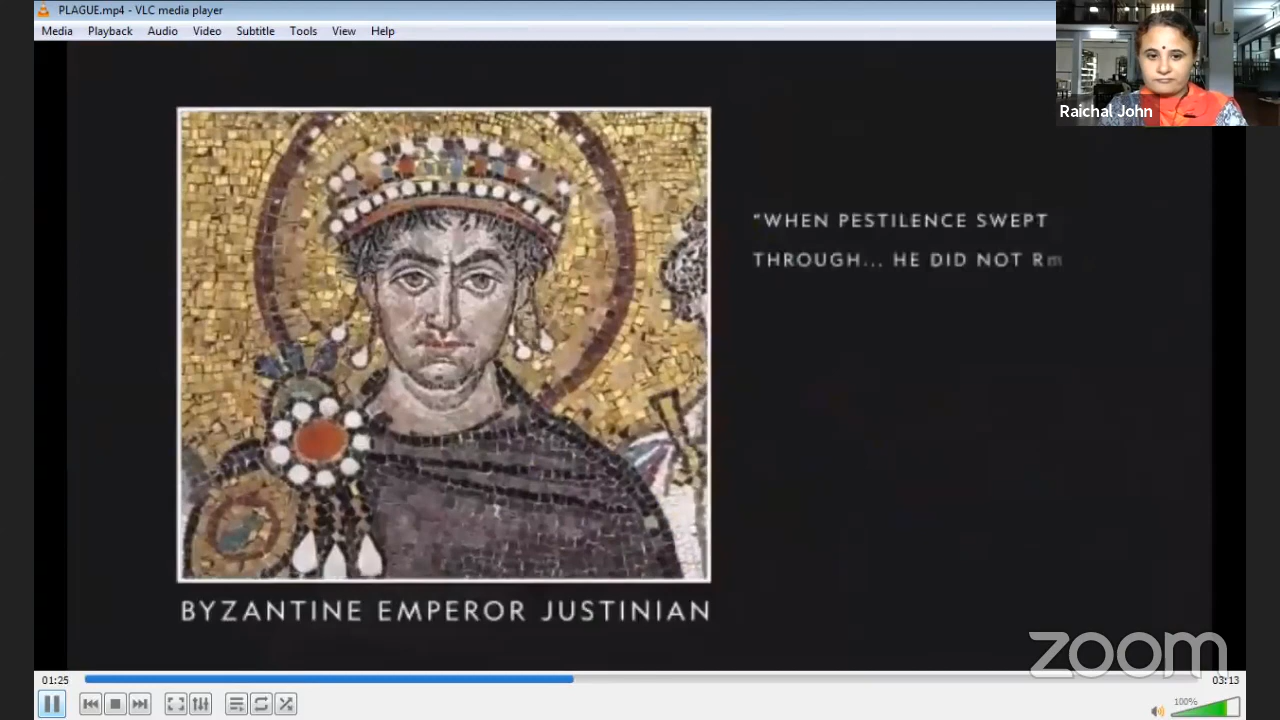 PLAGUE.mp4 - VLC media player
Media Playback Audio Video Subtitle Tools View Help
Raichal John
"WHEN PESTILENCE SWEPT
THROUGH... HE DID NOT
BYZANTINE EMPEROR JUSTINIAN
zoom
01:25
03:13
100%